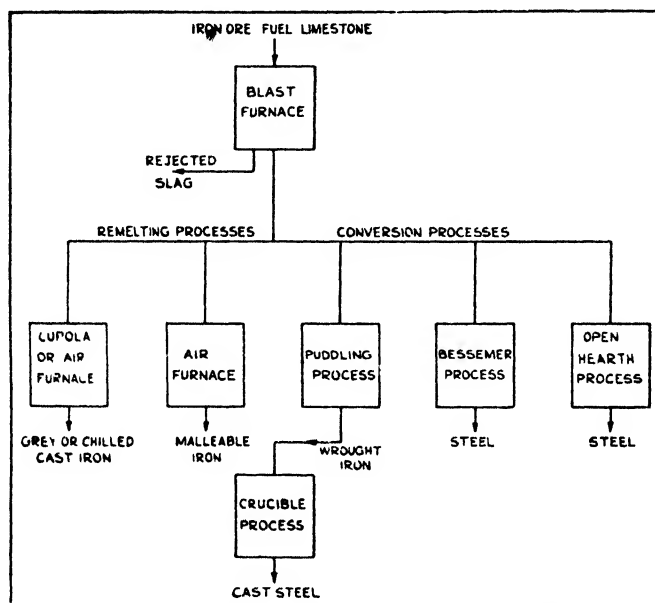 IRON ORE FUEL LIMESTONE
BLAST
FURNACE
REJECTED
SLAG
REMELTING PROCESSES
CONVERSION PROCESSES
CUPOLA
OR AIR
FURNACE
AIR
FURNACE
PUDDLING
PROCESS
BESSEMER
PROCESS
OPEN
HEARTH
PROCESS
GREY OR CHILLED
CAST IRON
MALLEABLE
IRON
WROUGHT
IRON
STEEL
STEEL
CRUCIBLE
PROCESS
CAST STEEL